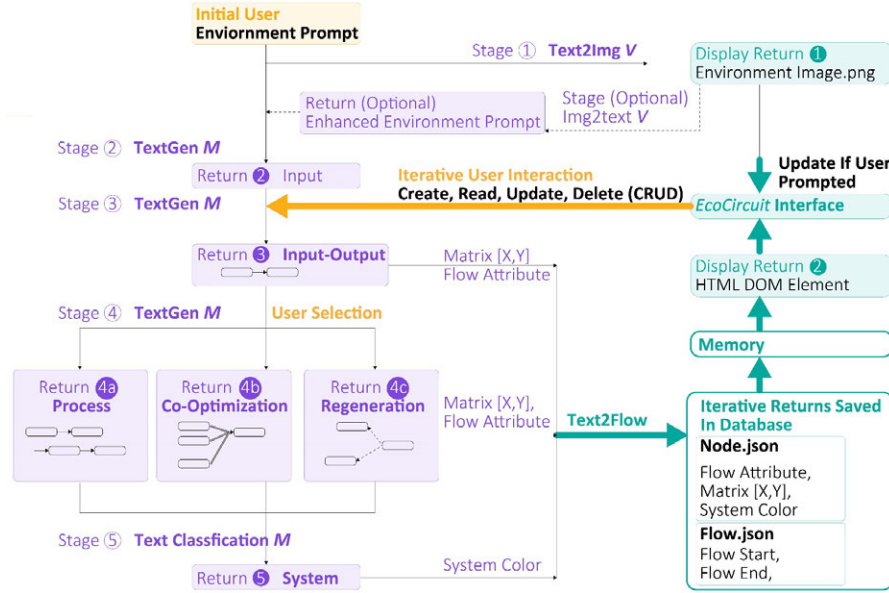 Initial User
Enviornment Prompt
Stage ① Text2Img V
Display Return ❶
Environment Image.png
Return (Optional)
Enhanced Environment Prompt
Stage (Optional)
Img2text V
Stage ② TextGen M
Return ❷ Input
Update If User
Prompted
Iterative User Interaction
Create, Read, Update, Delete (CRUD)
Stage ③ TextGen M
EcoCircuit Interface
Return ❸ Input-Output
Matrix [X,Y]
Flow Attribute
Display Return ❷
HTML DOM Element
Stage ④ TextGen M
User Selection
Memory
Return 4a
Process
Return 4b
Co-Optimization
Return 4c
Regeneration
Matrix [X,Y],
Flow Attribute
Text2Flow
Iterative Returns Saved
In Database
Node.json
Flow Attribute,
Matrix [X,Y],
System Color
Flow.json
Flow Start,
Flow End,
Stage ⑤ Text Classfication M
Return ❺ System
System Color